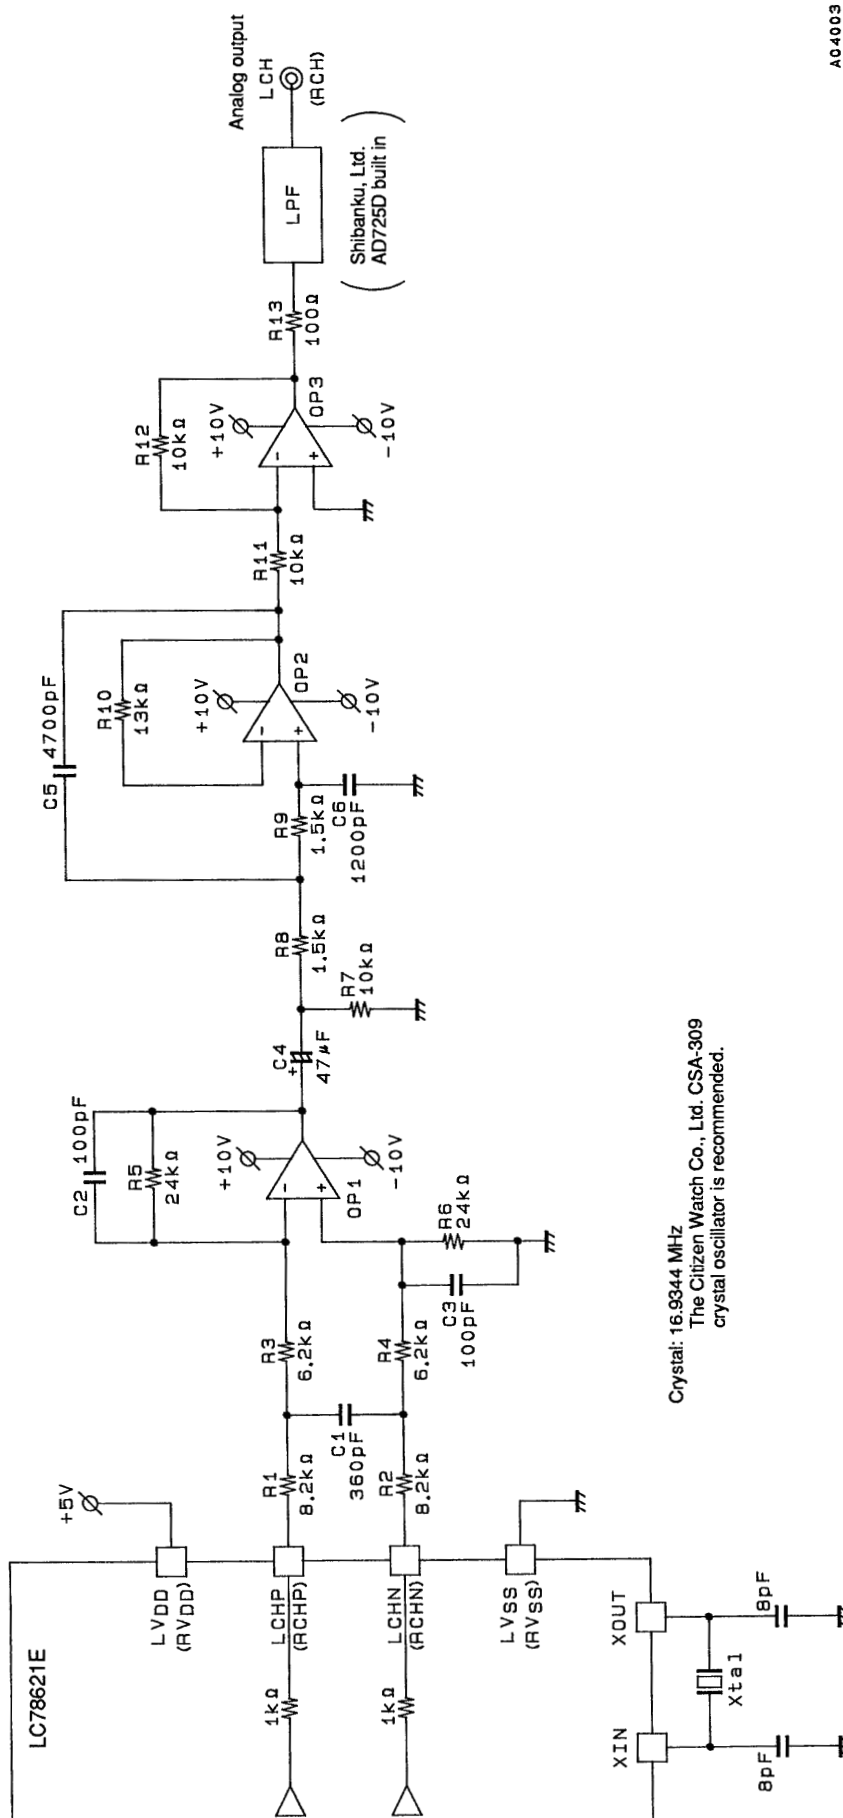 LC78621E
+5V
LVDD
(RVDD)
LCHP
(RCHP)
LCHN
(RCHN)
LVSS
(RVSS)
1kΩ
1kΩ
XIN
XOUT
Xtal
8pF
8pF
R1
8.2kΩ
C1
360pF
R2
8.2kΩ
R3
6.2kΩ
R4
6.2kΩ
C2 100pF
R5
24kΩ
+10V
-10V
OP1
C3
100pF
R6
24kΩ
C4
+
47μF
R7
10kΩ
R8
1.5kΩ
R9
1.5kΩ
C6
1200pF
C5 4700pF
R10
13kΩ
+10V
-
+
-10V
OP2
R11
10kΩ
R12
10kΩ
+10V
-
+
-10V
OP3
R13
100Ω
LPF
Shibanku, Ltd.
AD725D built in
Analog output
LCH
(RCH)
Crystal: 16.9344 MHz
The Citizen Watch Co., Ltd. CSA-309
crystal oscillator is recommended.
A04003